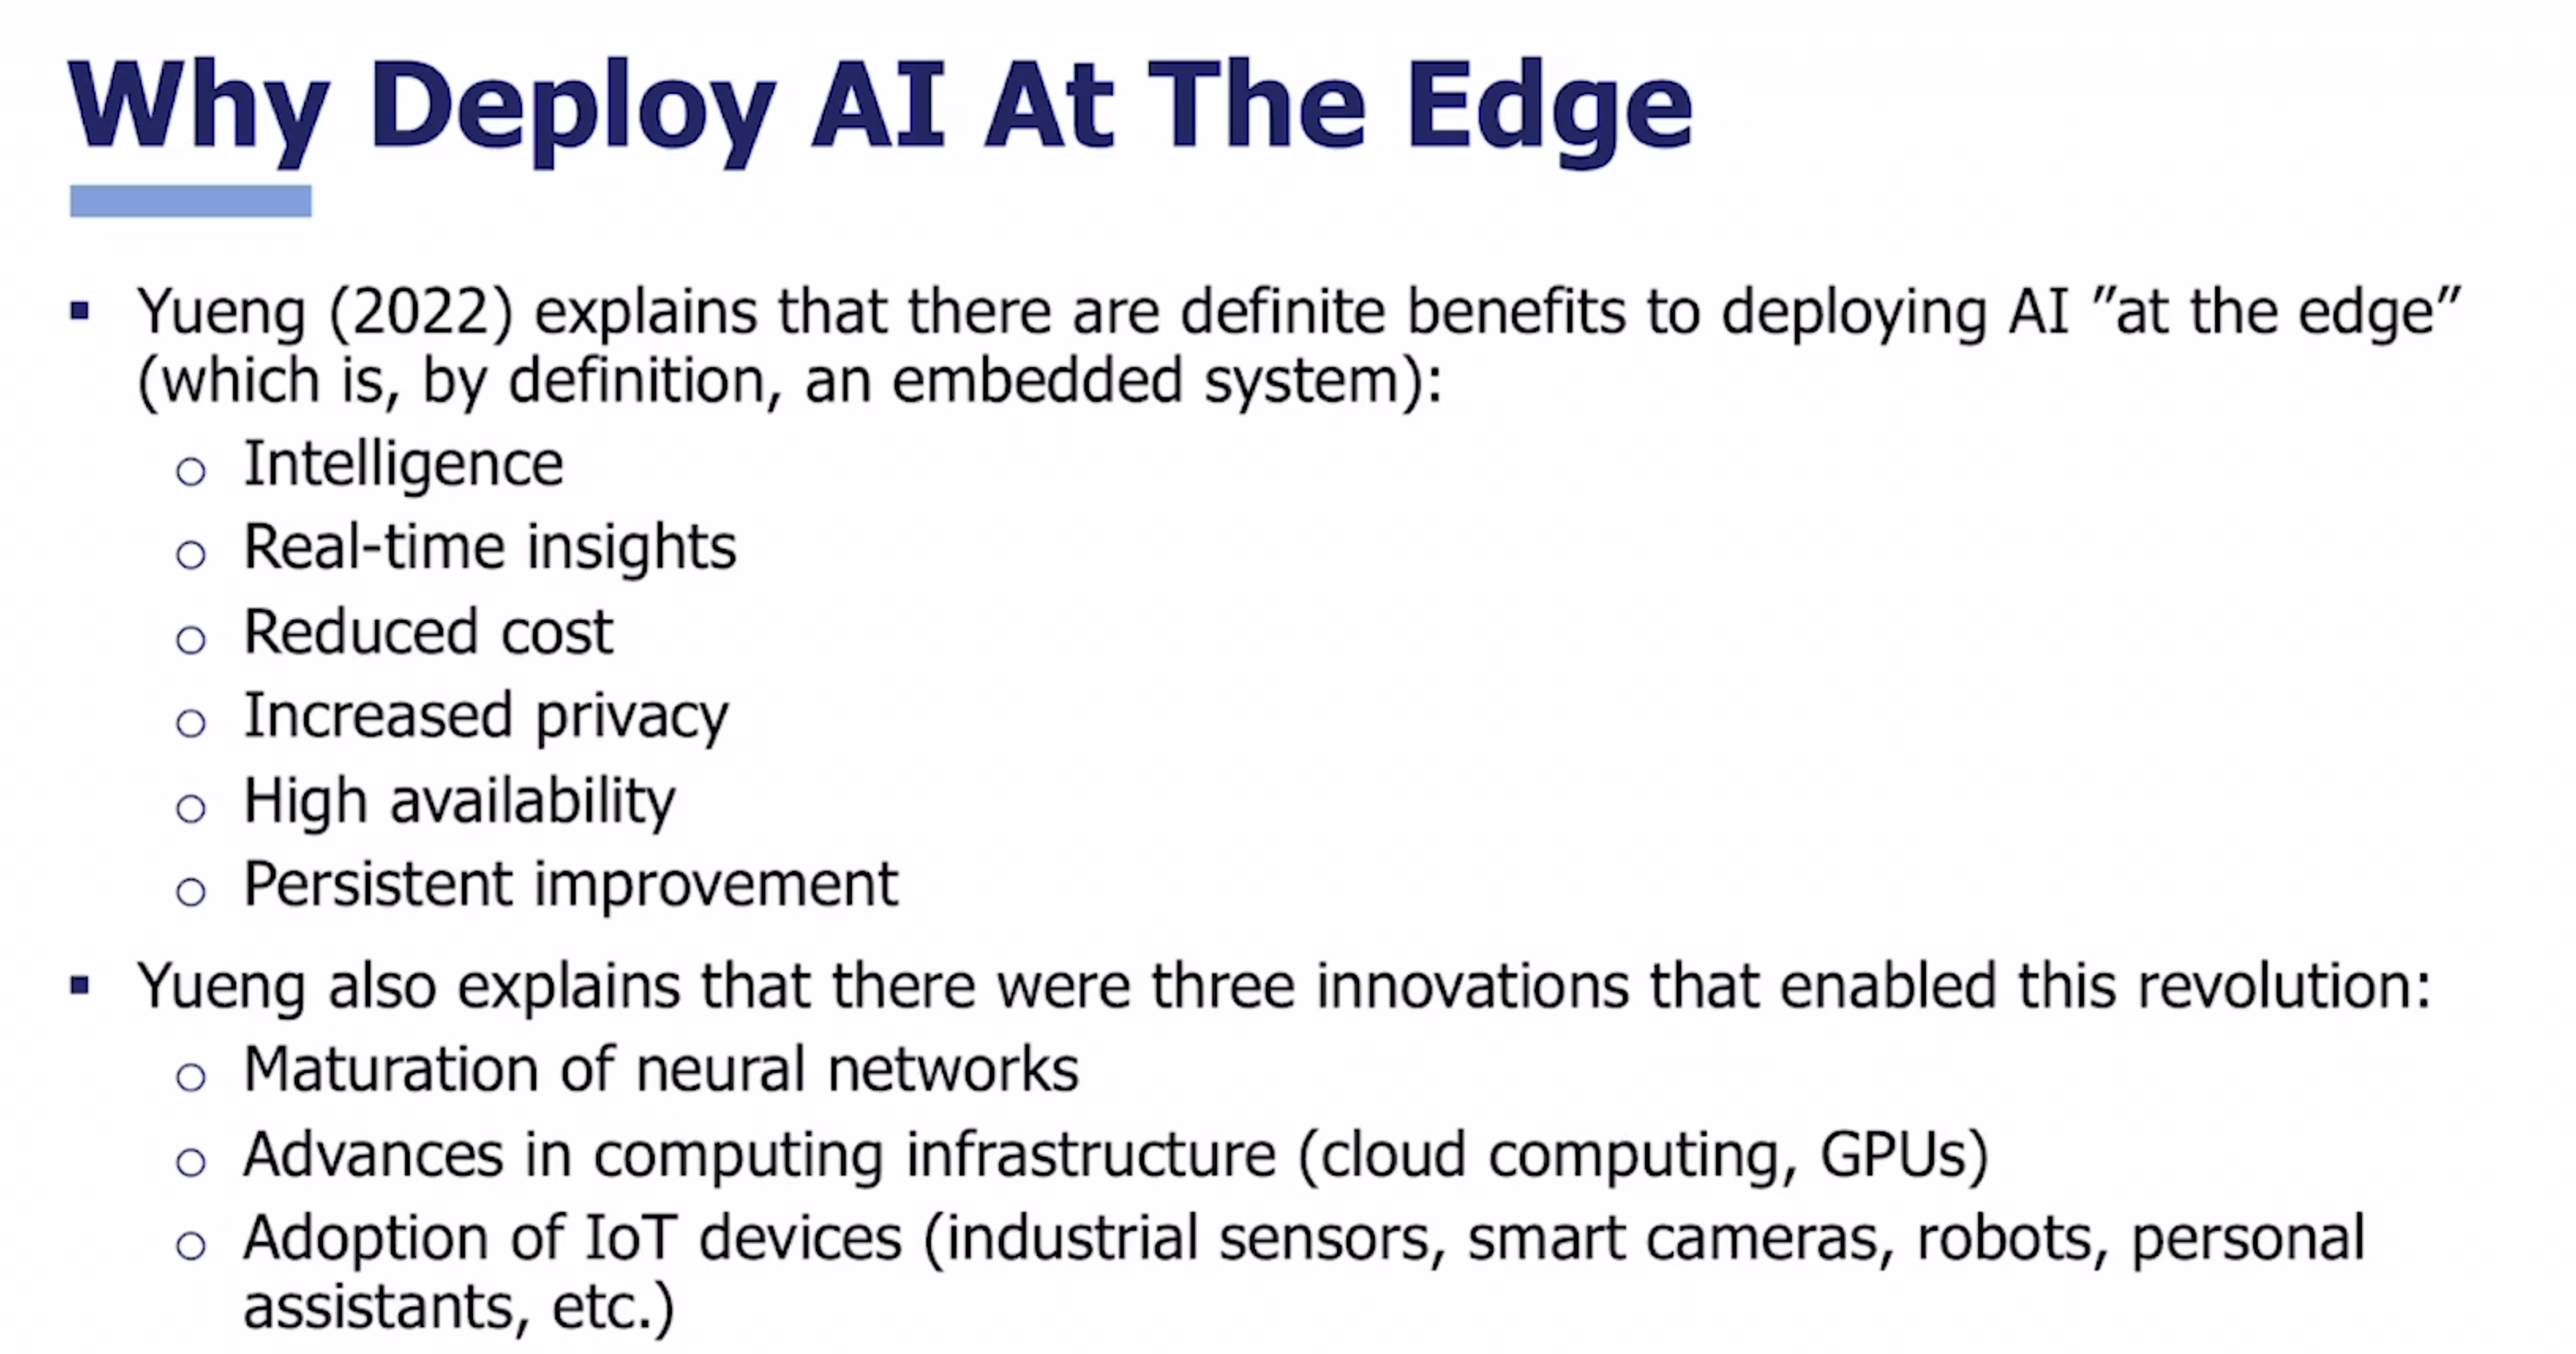 Why Deploy AI At The Edge
▪ Yueng (2022) explains that there are definite benefits to deploying AI ”at the edge”
(which is, by definition, an embedded system):
○ Intelligence
○ Real-time insights
○ Reduced cost
○ Increased privacy
○ High availability
○ Persistent improvement
▪ Yueng also explains that there were three innovations that enabled this revolution:
○ Maturation of neural networks
○ Advances in computing infrastructure (cloud computing, GPUs)
○ Adoption of IoT devices (industrial sensors, smart cameras, robots, personal
assistants, etc.)